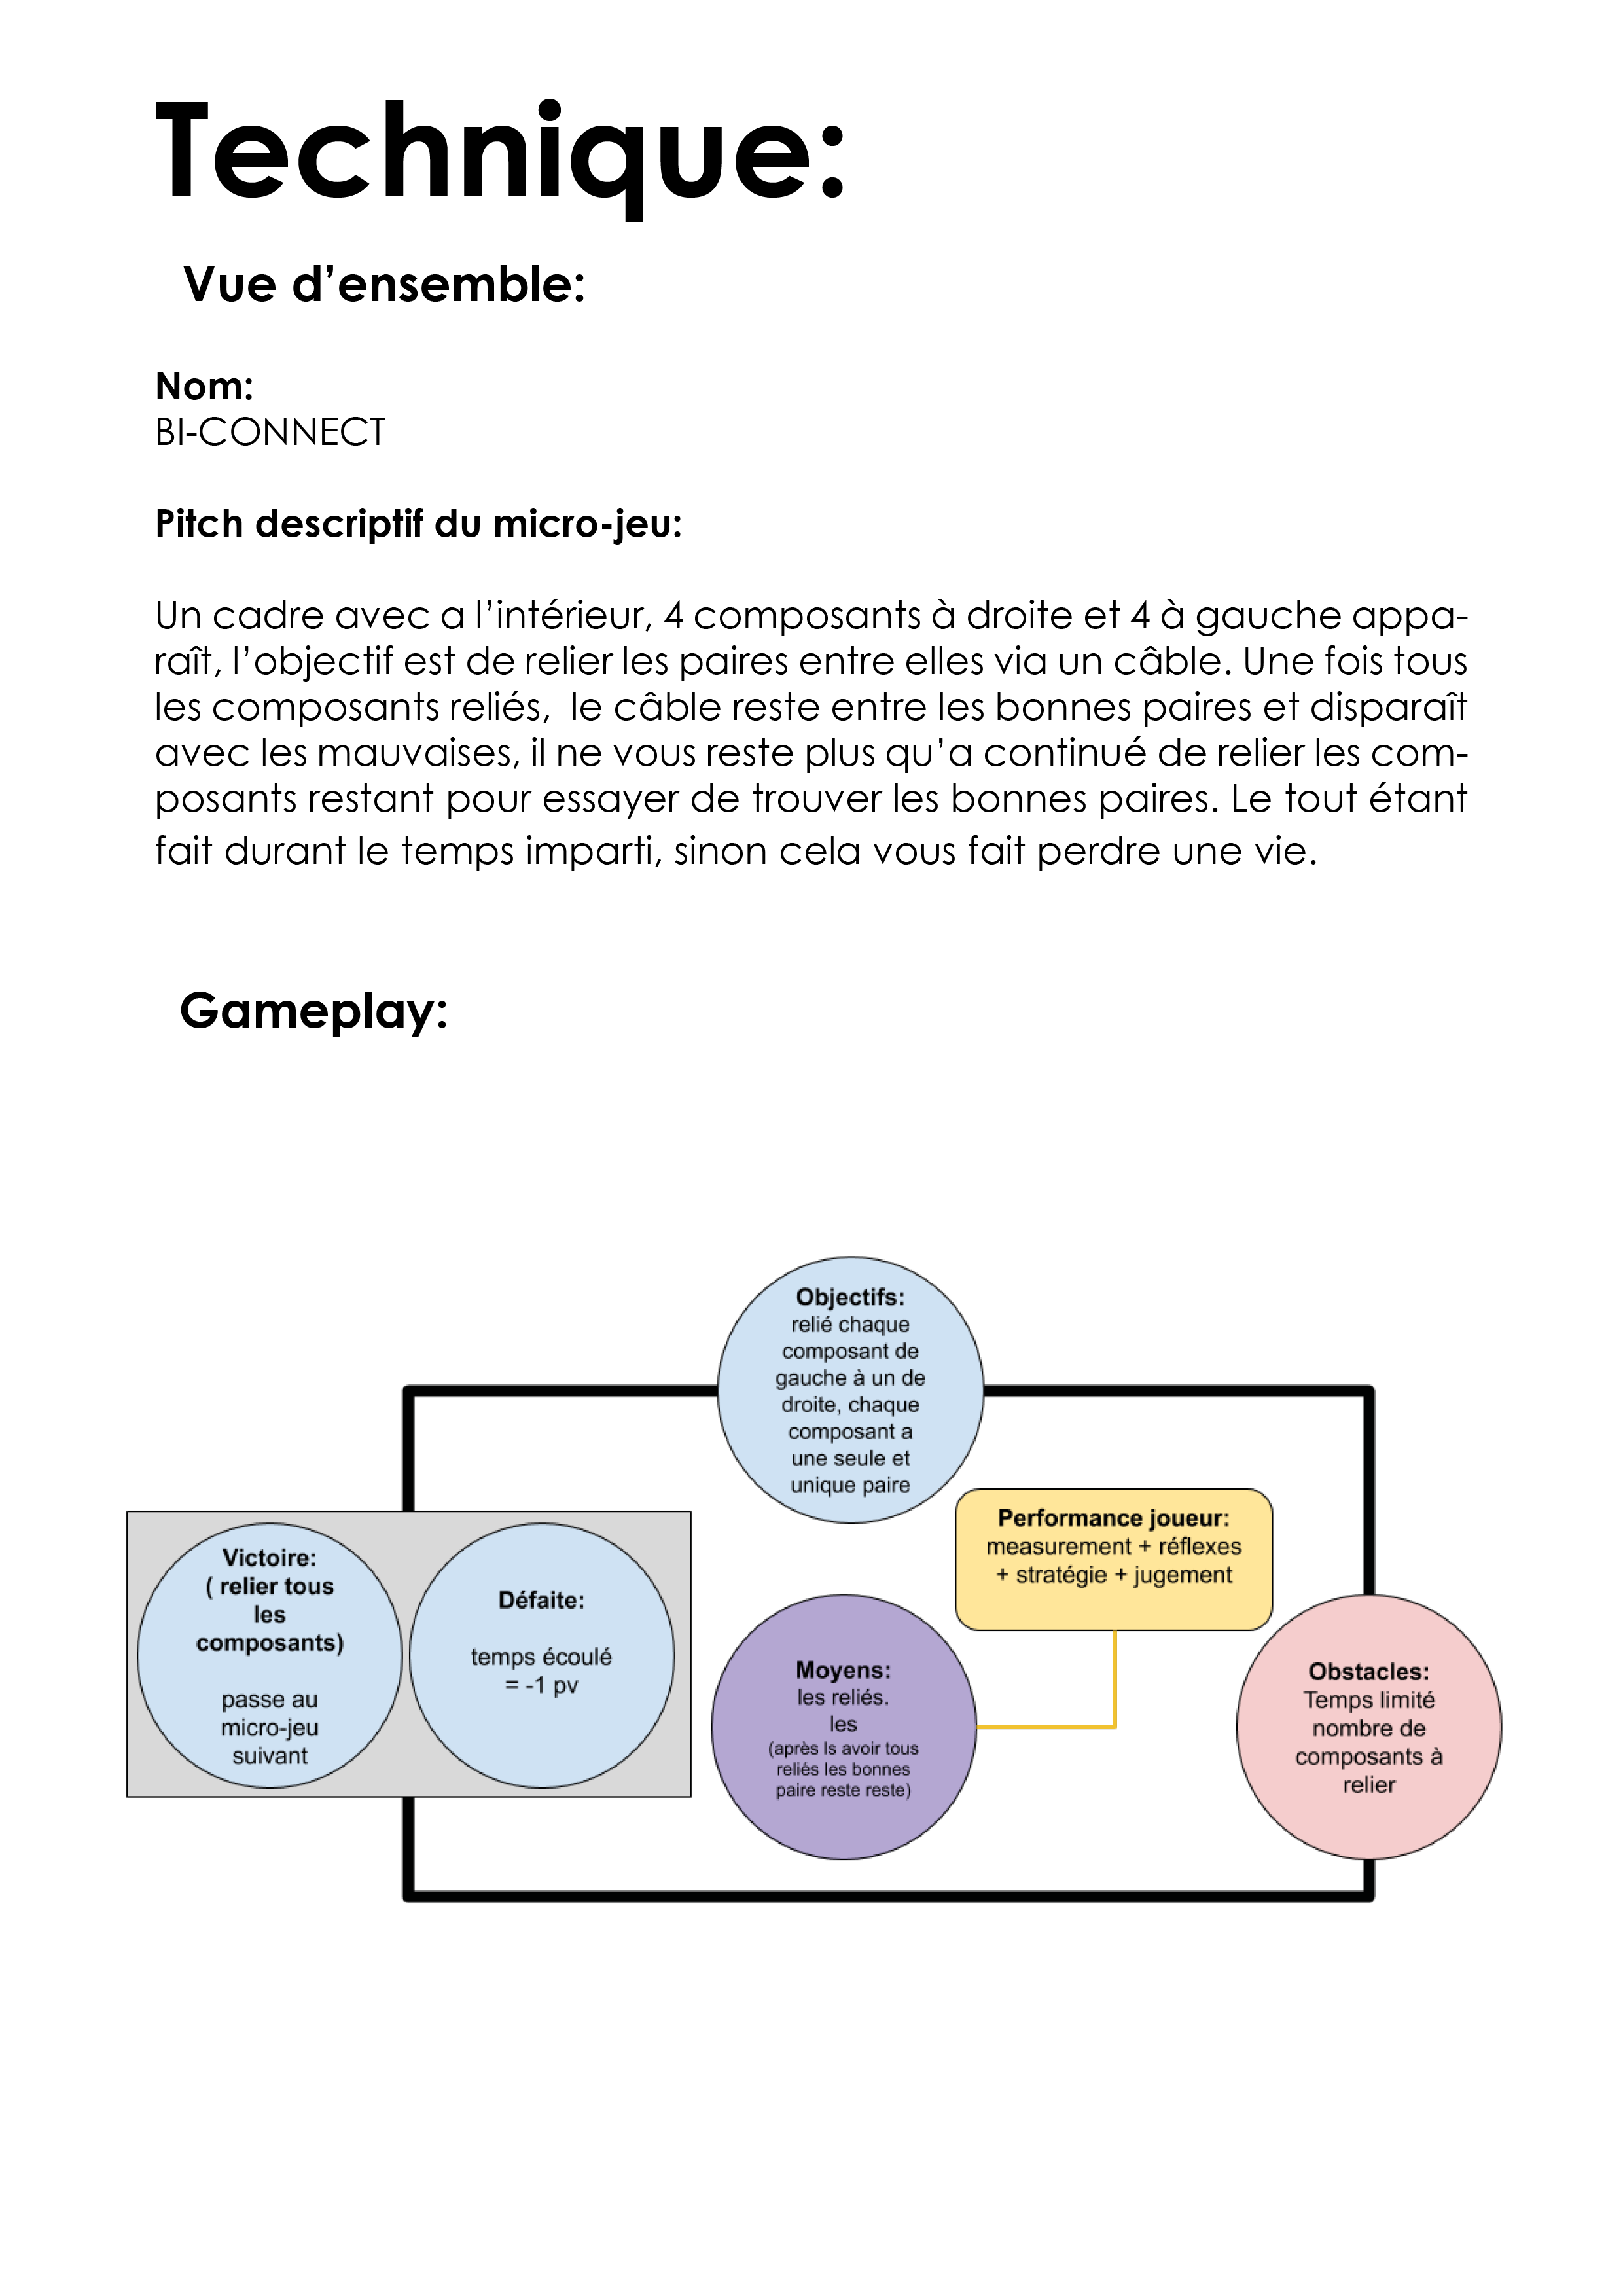 Technique:
Vue d’ensemble:
Nom:
BI-CONNECT
Pitch descriptif du micro-jeu:
Un cadre avec a l’intérieur, 4 composants à droite et 4 à gauche appa-
raît, l’objectif est de relier les paires entre elles via un câble. Une fois tous
les composants reliés,  le câble reste entre les bonnes paires et disparaît
avec les mauvaises, il ne vous reste plus qu’a continué de relier les com-
posants restant pour essayer de trouver les bonnes paires. Le tout étant
fait durant le temps imparti, sinon cela vous fait perdre une vie.
Gameplay:
Objectifs:
relié chaque
composant de
gauche à un de
droite, chaque
composant a
une seule et
unique paire
Performance joueur:
measurement + réflexes
+ stratégie + jugement
Victoire:
( relier tous
les
composants)
passe au
micro-jeu
suivant
Défaite:
temps écoulé
= -1 pv
Moyens:
les reliés.
les
(après ls avoir tous
reliés les bonnes
paire reste reste)
Obstacles:
Temps limité
nombre de
composants à
relier